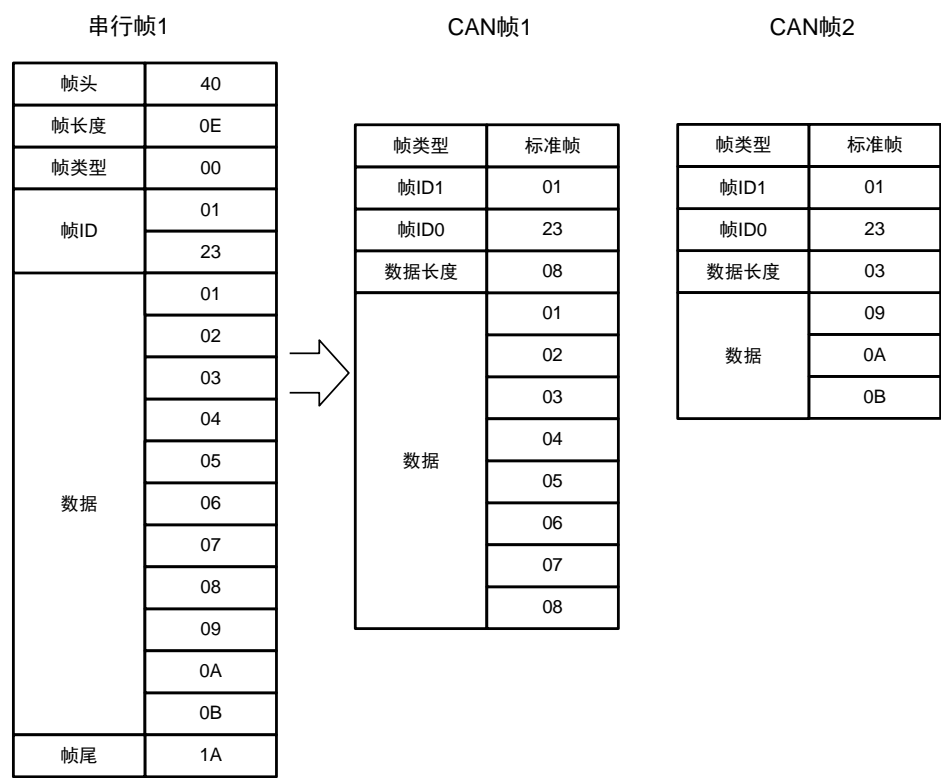 串行帧1
帧头 40
帧长度 0E
帧类型 00
帧ID 01
23
数据 01
02
03
04
05
06
07
08
09
0A
0B
帧尾 1A
CAN帧1
帧类型 标准帧
帧ID1 01
帧ID0 23
数据长度 08
数据 01
02
03
04
05
06
07
08
CAN帧2
帧类型 标准帧
帧ID1 01
帧ID0 23
数据长度 03
数据 09
0A
0B